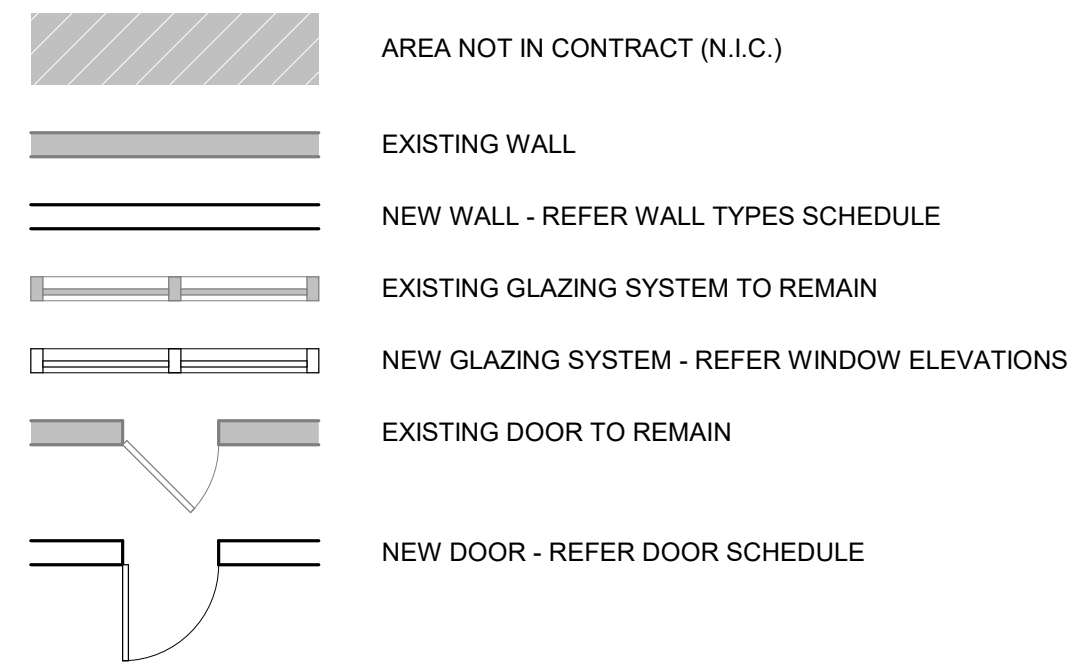 AREA NOT IN CONTRACT (N.I.C.)
EXISTING WALL
NEW WALL - REFER WALL TYPES SCHEDULE
EXISTING GLAZING SYSTEM TO REMAIN
NEW GLAZING SYSTEM - REFER WINDOW ELEVATIONS
EXISTING DOOR TO REMAIN
NEW DOOR - REFER DOOR SCHEDULE